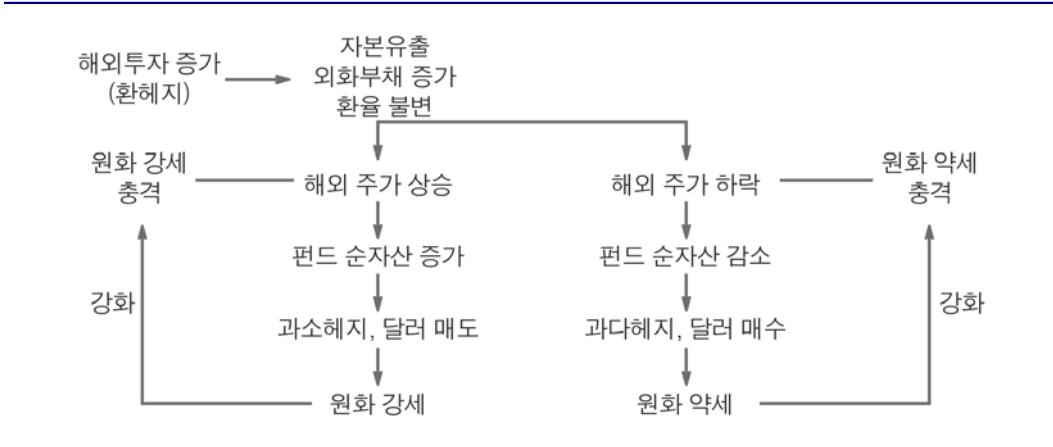 해외투자 증가
(환헤지)
자본유출
외화부채 증가
환율 불변
원화 강세
충격
해외 주가 상승
해외 주가 하락
원화 약세
충격
펀드 순자산 증가
펀드 순자산 감소
강화
과소헤지, 달러 매도
과다헤지, 달러 매수
강화
원화 강세
원화 약세